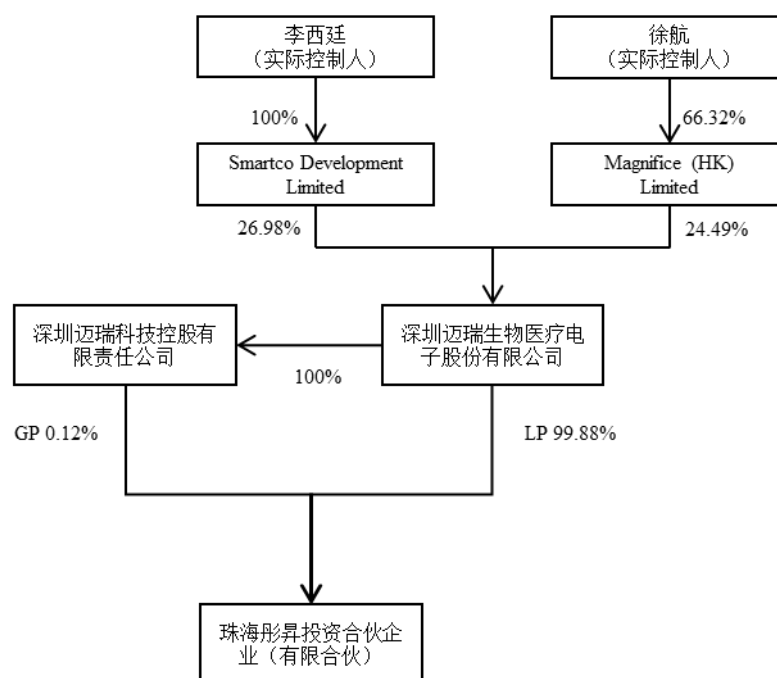 李西廷
（实际控制人）
徐航
（实际控制人）
100%
66.32%
Smartco Development
Limited
Magnifice (HK)
Limited
26.98%
24.49%
深圳迈瑞科技控股有
限责任公司
深圳迈瑞生物医疗电
子股份有限公司
100%
GP 0.12%
LP 99.88%
珠海彤昇投资合伙企
业（有限合伙）